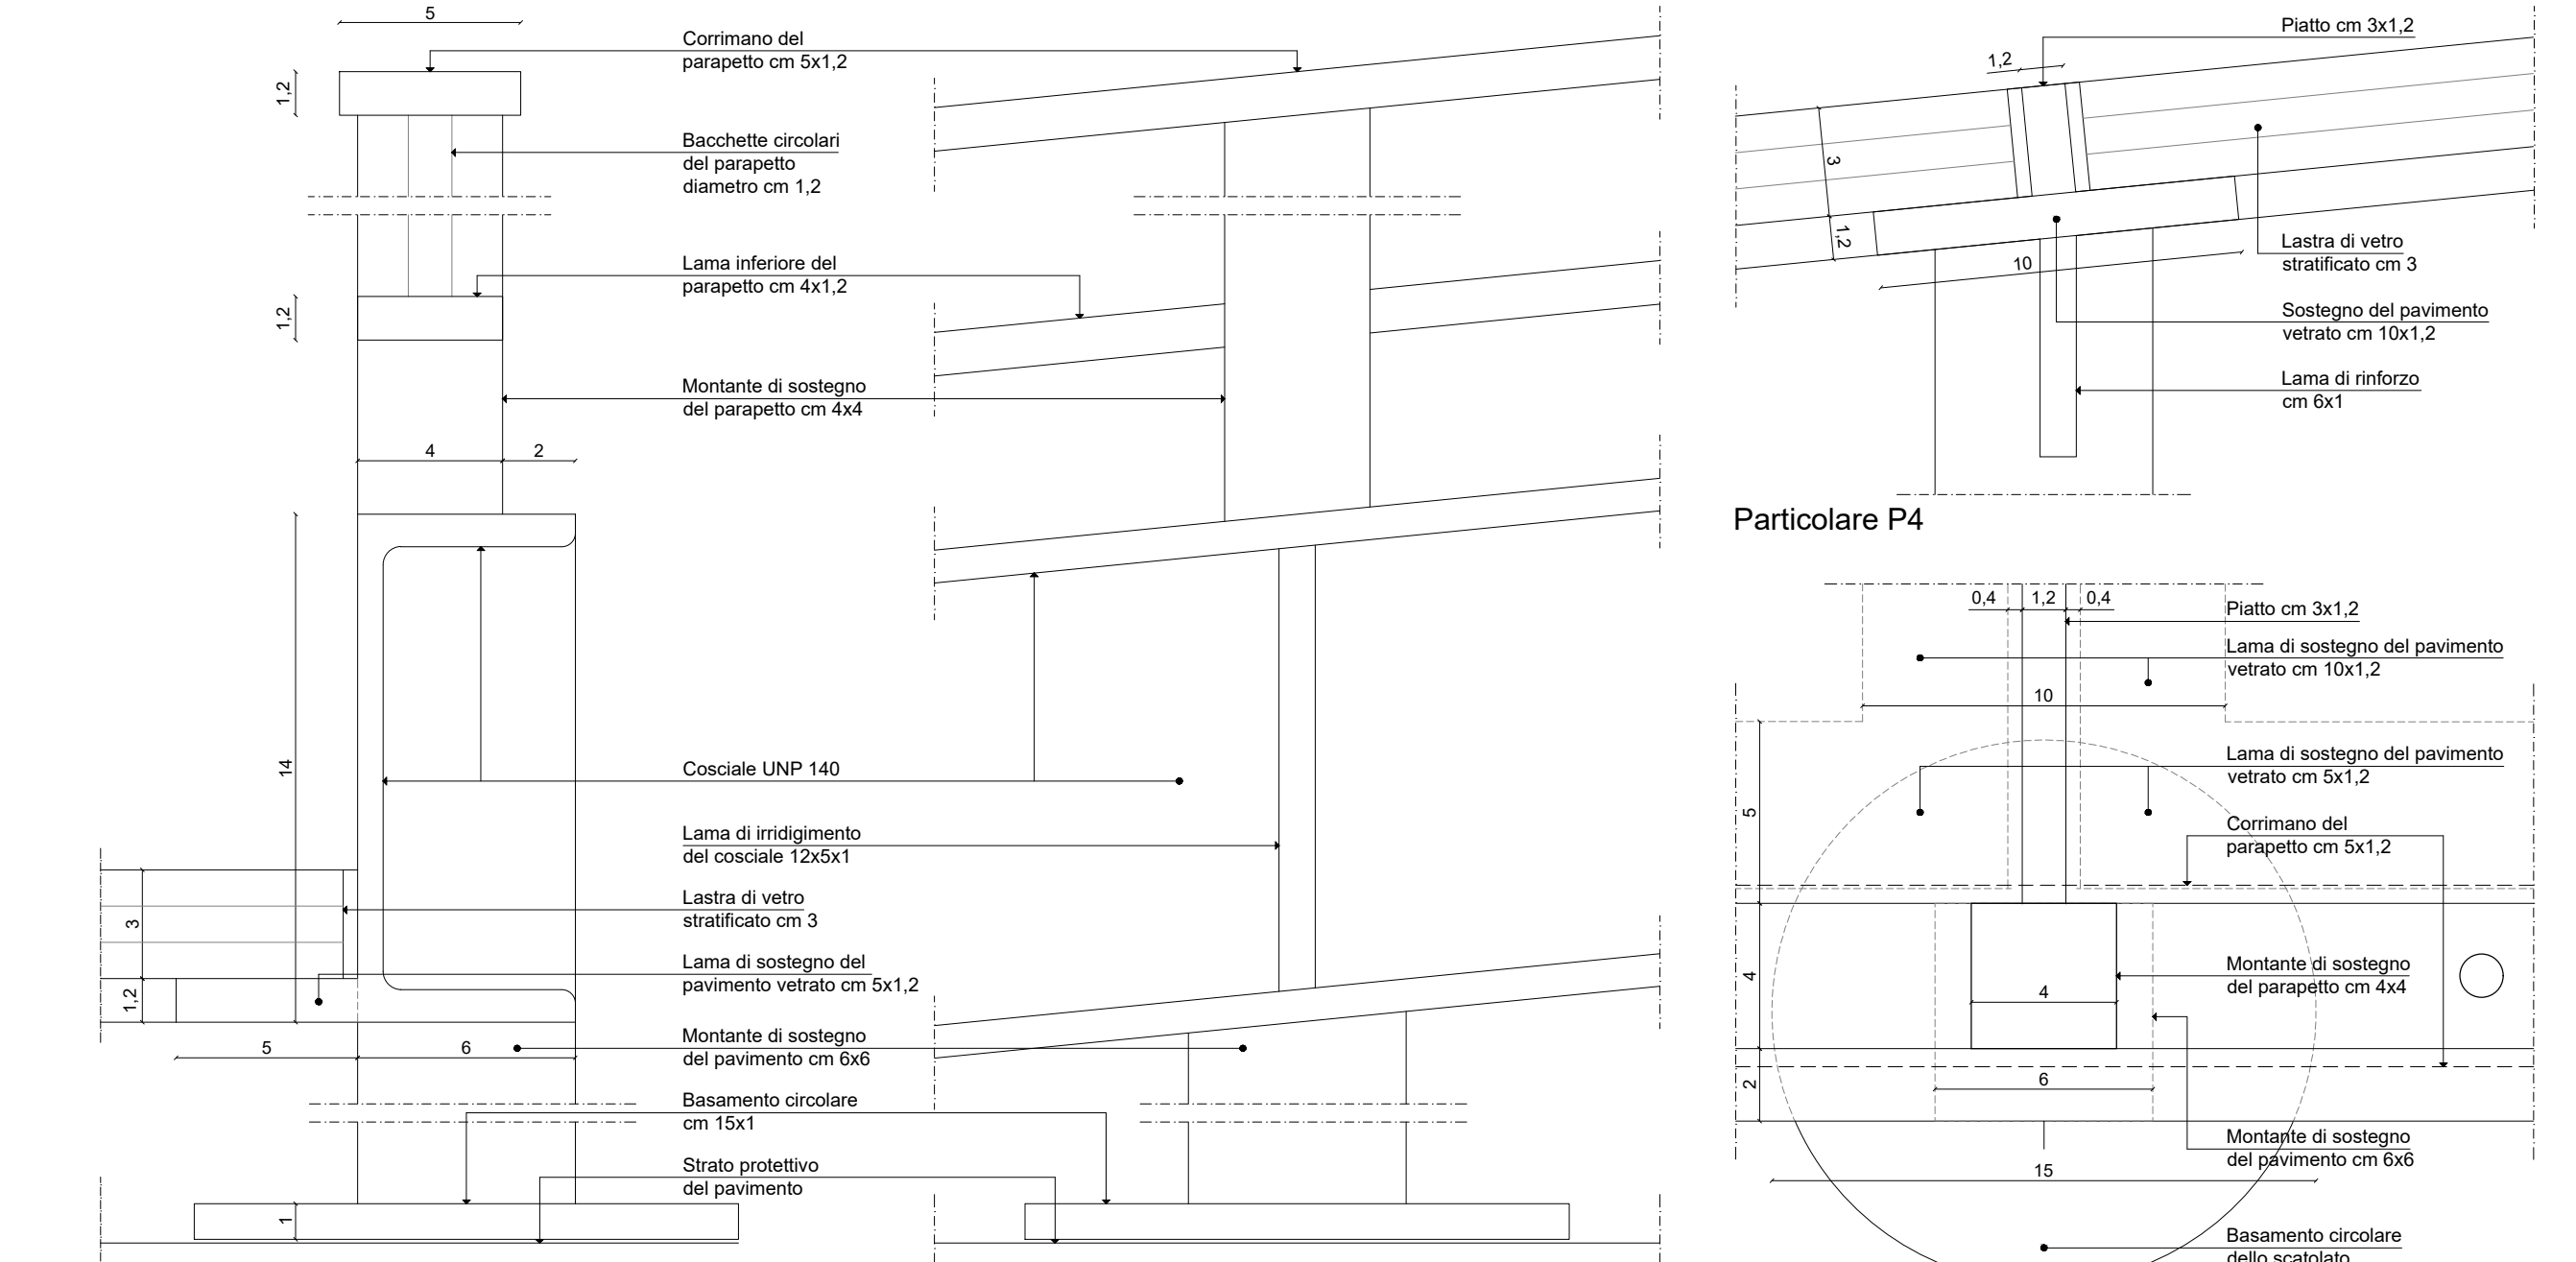 5
Corrimano del
parapetto cm 5x1,2
1,2
Bacchette circolari
del parapetto
diametro cm 1,2
Lama inferiore del
parapetto cm 4x1,2
1,2
Montante di sostegno
del parapetto cm 4x4
4
2
14
Cosciale UNP 140
Lama di irridigimento
del cosciale 12x5x1
Lastra di vetro
stratificato cm 3
3
Lama di sostegno del
pavimento vetrato cm 5x1,2
1,2
5
6
Montante di sostegno
del pavimento cm 6x6
Basamento circolare
cm 15x1
Strato protettivo
del pavimento
1
Piatto cm 3x1,2
1,2
3
1,2
10
Lastra di vetro
stratificato cm 3
Sostegno del pavimento
vetrato cm 10x1,2
Lama di rinforzo
cm 6x1
Particolare P4
0,4
1,2
0,4
Piatto cm 3x1,2
Lama di sostegno del pavimento
vetrato cm 10x1,2
10
Lama di sostegno del pavimento
vetrato cm 5x1,2
5
Corrimano del
parapetto cm 5x1,2
4
Montante di sostegno
del parapetto cm 4x4
4
2
6
Montante di sostegno
del pavimento cm 6x6
15
Basamento circolare
dello scatolato